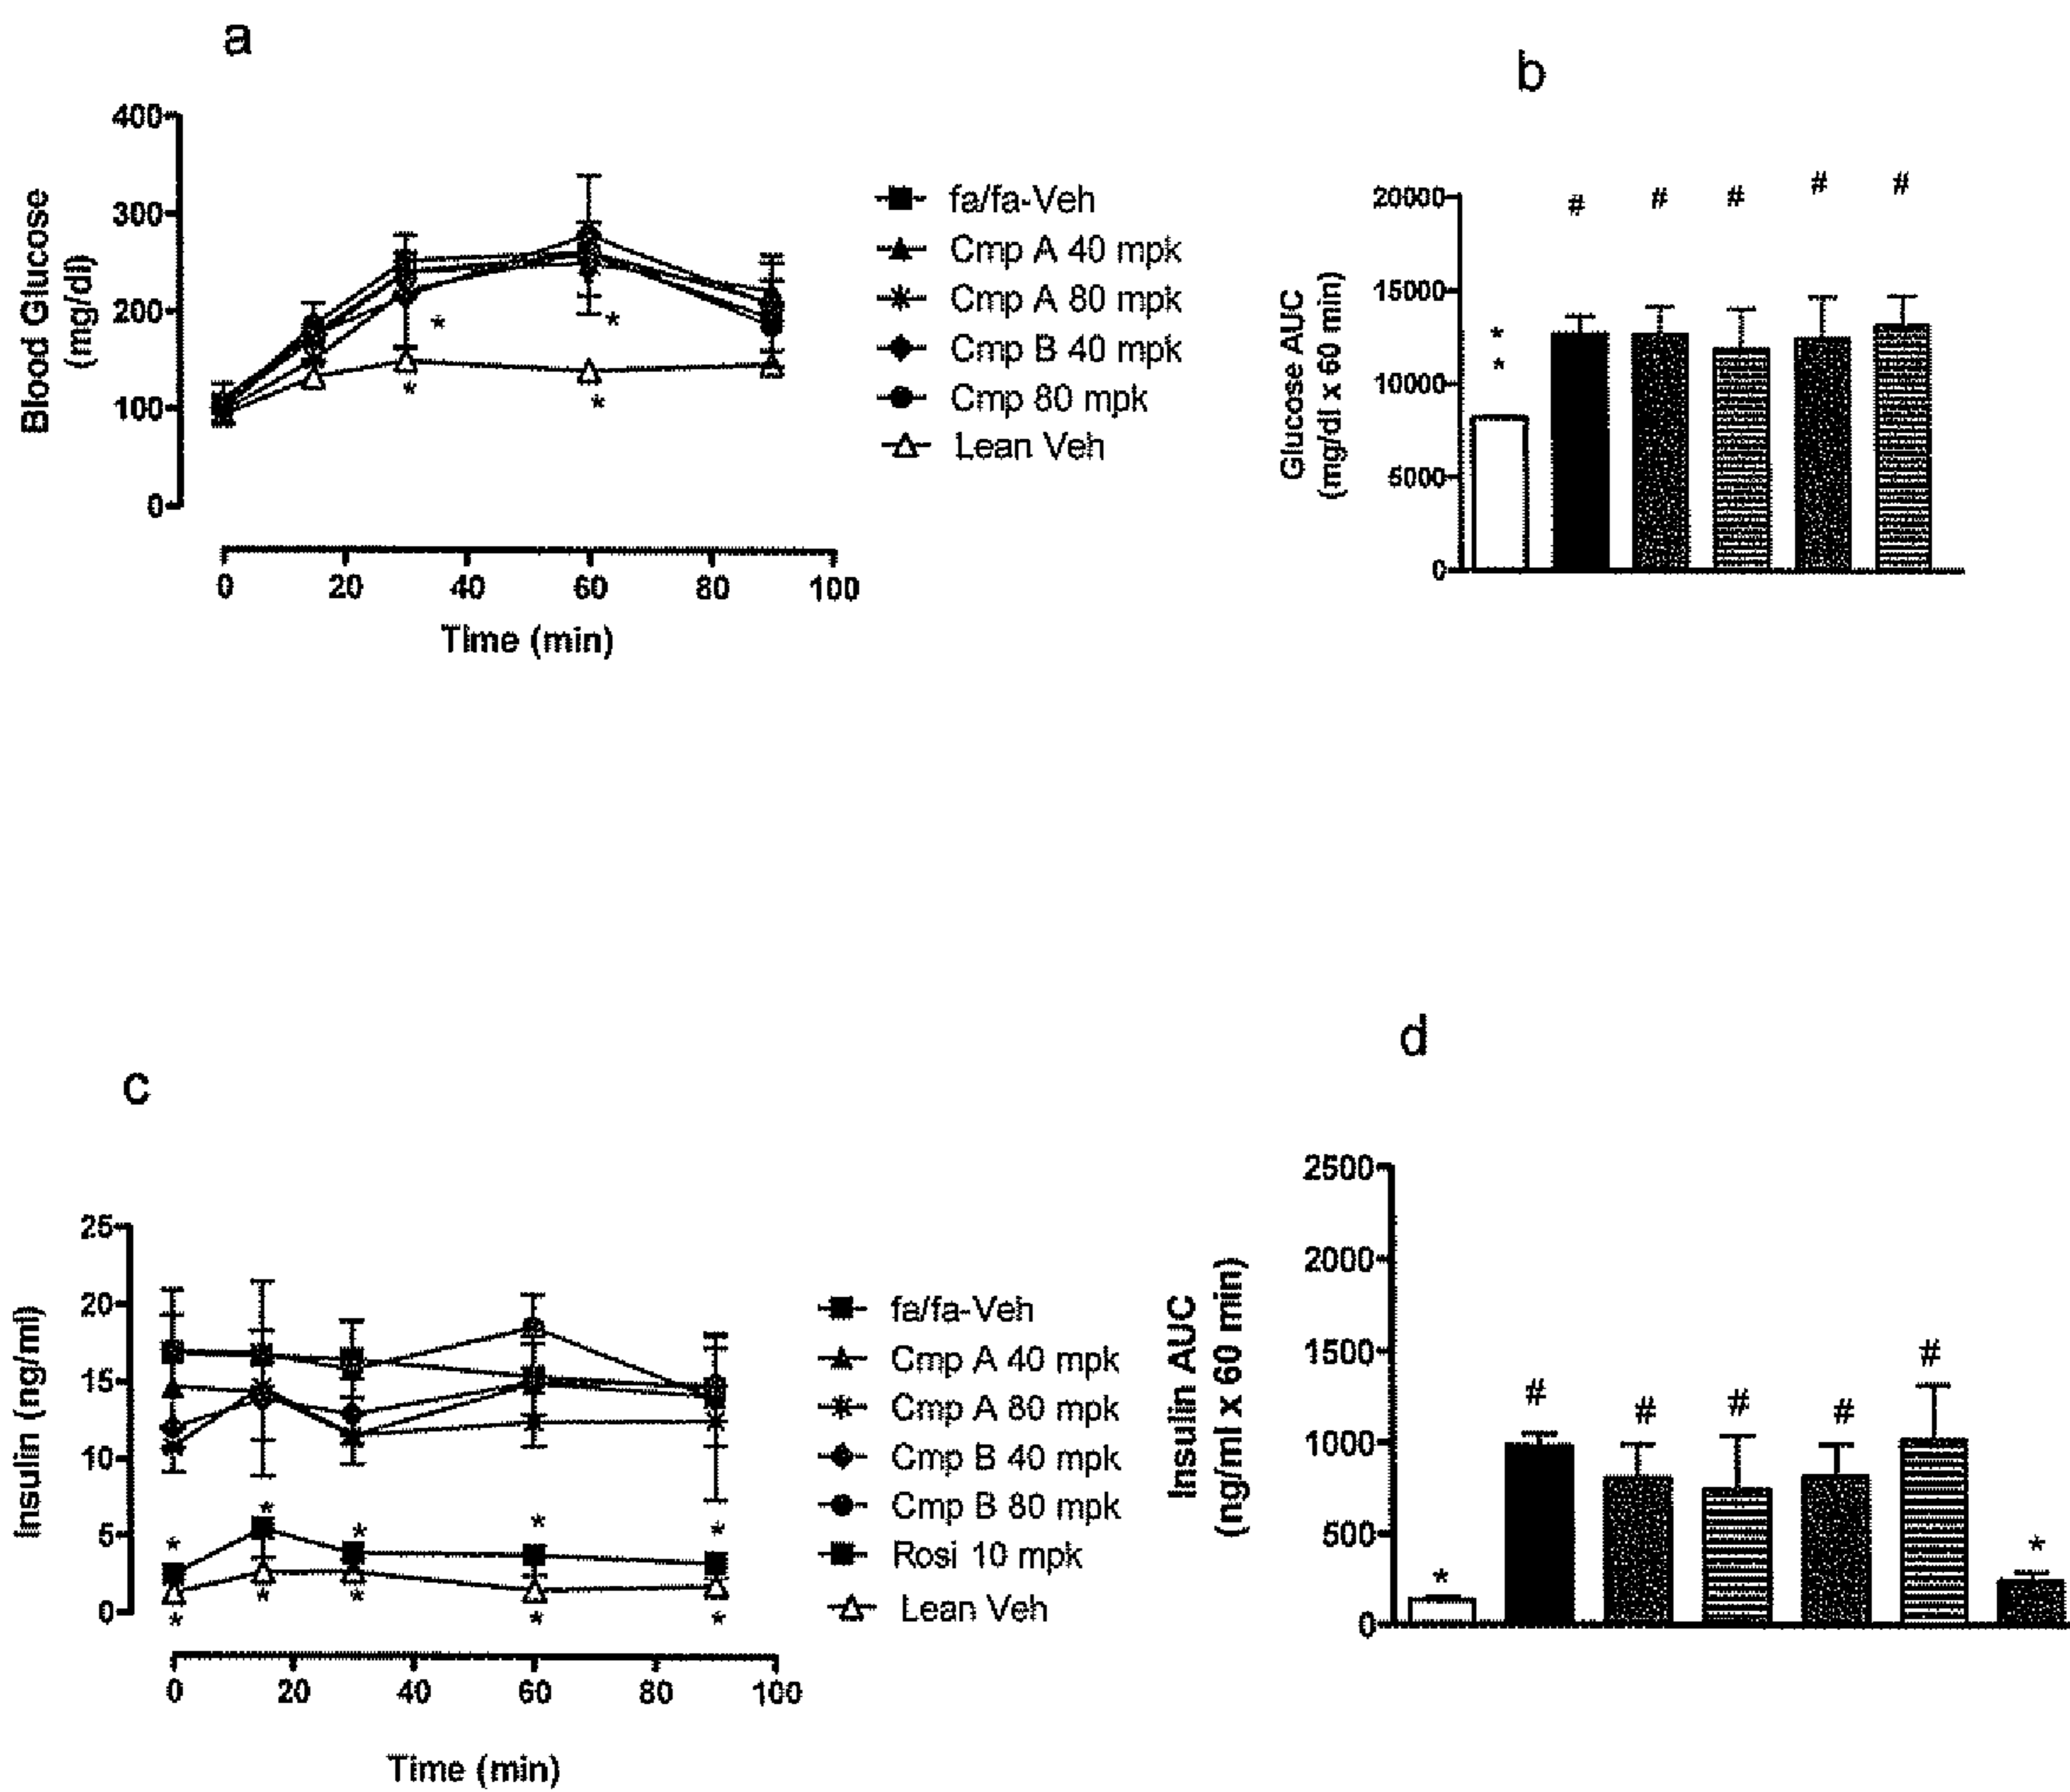 a
400
300
200
100
0
Blood Glucose
(mg/dl)
* *
* *
0 20 40 60 80 100
Time (min)
fa/fa-Veh
Cmp A 40 mpk
Cmp A 80 mpk
Cmp B 40 mpk
Cmp 80 mpk
Lean Veh
b
20000
15000
10000
5000
0
Glucose AUC
(mg/dl x 60 min)
*
*
# # # # #
c
25
20
15
10
5
0
Insulin (ng/ml)
* * * * *
* * * * *
0 20 40 60 80 100
Time (min)
fa/fa-Veh
Cmp A 40 mpk
Cmp A 80 mpk
Cmp B 40 mpk
Cmp B 80 mpk
Rosi 10 mpk
Lean Veh
d
2500
2000
1500
1000
500
0
Insulin AUC
(ng/ml x 60 min)
* # # # # # *